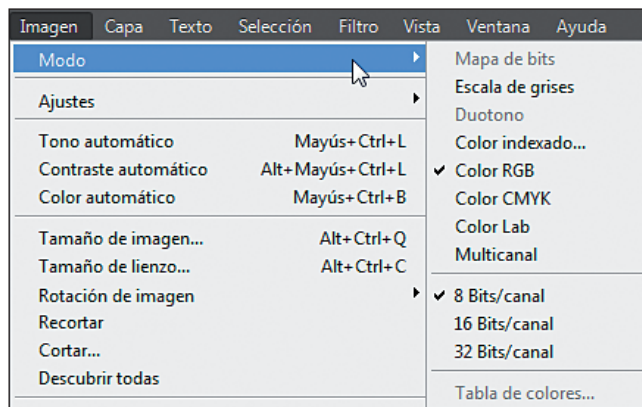 Imagen Capa Texto Selección Filtro Vista Ventana Ayuda
Modo
Ajustes
Tono automático Mayús+Ctrl+L
Contraste automático Alt+Mayús+Ctrl+L
Color automático Mayús+Ctrl+B
Tamaño de imagen... Alt+Ctrl+Q
Tamaño de lienzo... Alt+Ctrl+C
Rotación de imagen
Recortar
Cortar...
Descubrir todas
Mapa de bits
Escala de grises
Duotono
Color indexado...
Color RGB
Color CMYK
Color Lab
Multicanal
8 Bits/canal
16 Bits/canal
32 Bits/canal
Tabla de colores...